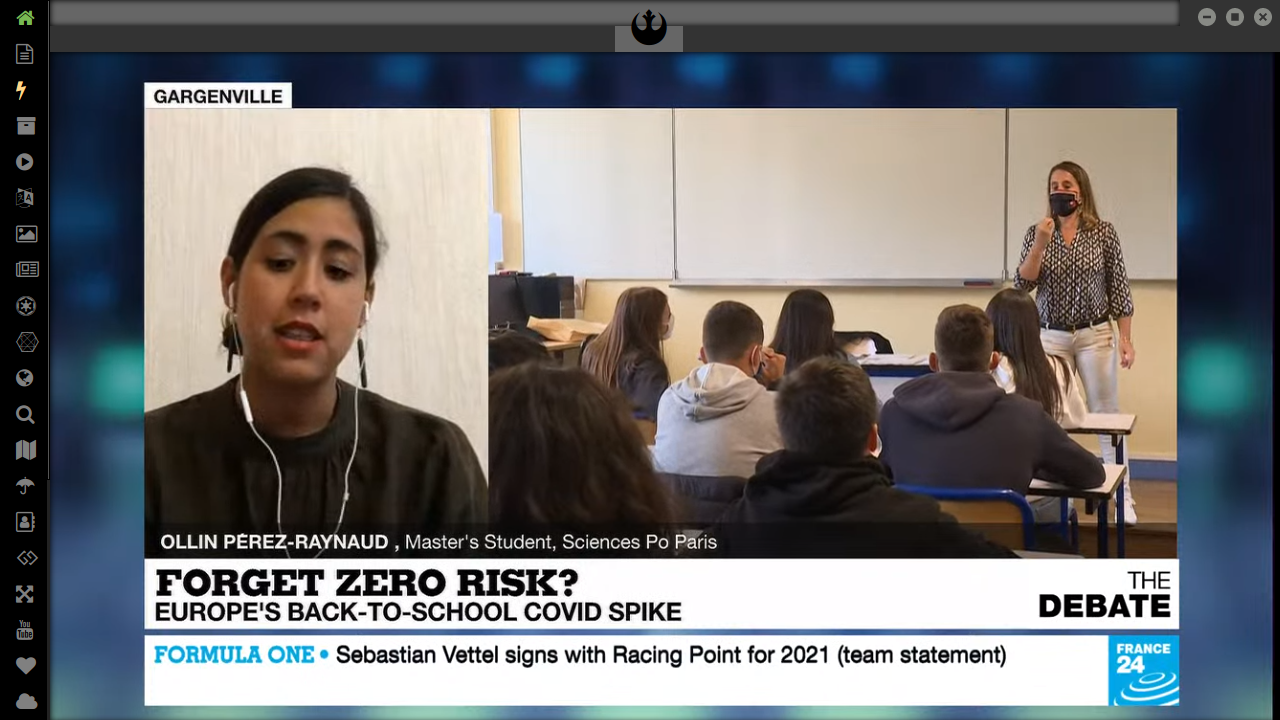 GARGENVILLE
OLLIN PÉREZ-RAYNAUD , Master's Student, Sciences Po Paris
FORGET ZERO RISK?
EUROPE'S BACK-TO-SCHOOL COVID SPIKE
THE
DEBATE
FORMULA ONE • Sebastian Vettel signs with Racing Point for 2021 (team statement)
FRANCE
24
You
Tube